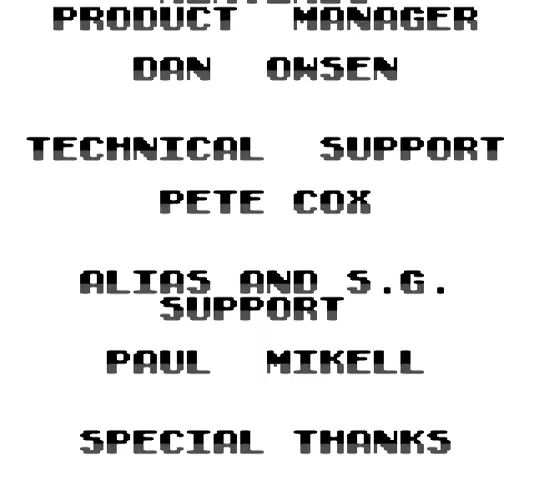 PRODUCT MANAGER
DAN OWSEN
TECHNICAL SUPPORT
PETE COX
ALIAS AND S.G.
SUPPORT
PAUL MIKELL
SPECIAL THANKS